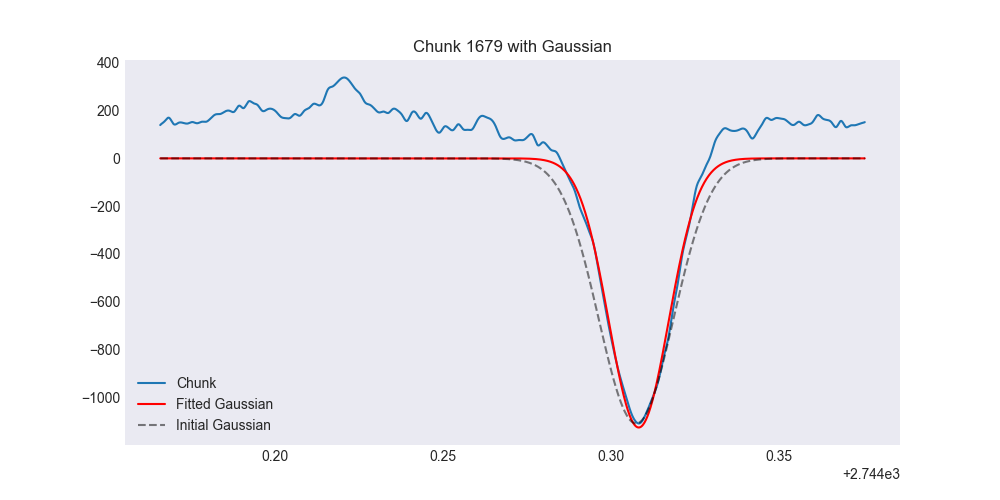 Chunk 1679 with Gaussian
400
200
0
−200
−400
−600
−800
−1000
Chunk
Fitted Gaussian
Initial Gaussian
0.20 0.25 0.30 0.35
+2.744e3